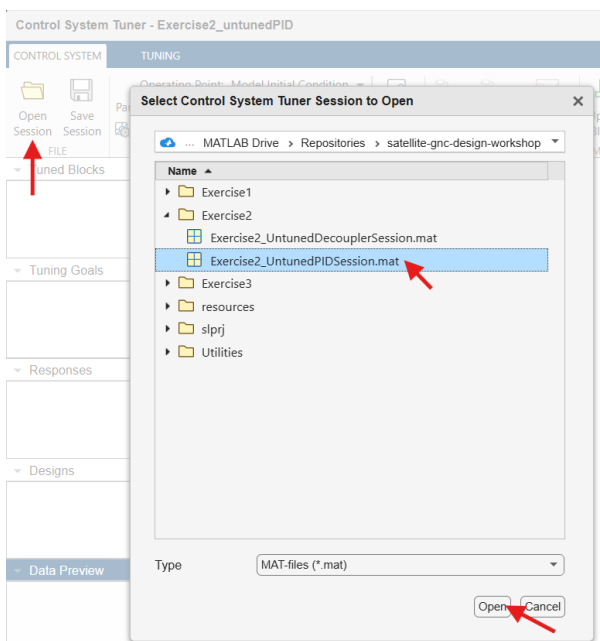 Control System Tuner - Exercise2_untunedPID
CONTROL SYSTEM TUNING
Operating Point: Model Initial Condition
Open Session
Save Session
FILE
Tuned Blocks
Tuning Goals
Responses
Designs
Data Preview
Select Control System Tuner Session to Open
... MATLAB Drive > Repositories > satellite-gnc-design-workshop
Name
Exercise1
Exercise2
Exercise2_UntunedDecouplerSession.mat
Exercise2_UntunedPIDSession.mat
Exercise3
resources
slprj
Utilities
Type MAT-files (*.mat)
Open Cancel